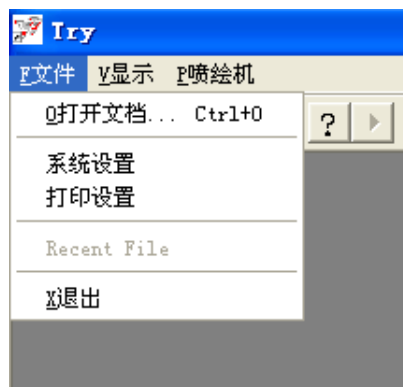 Try
F文件 V显示 P喷绘机
O打开文档... Ctrl+O
?
系统设置
打印设置
Recent File
X退出